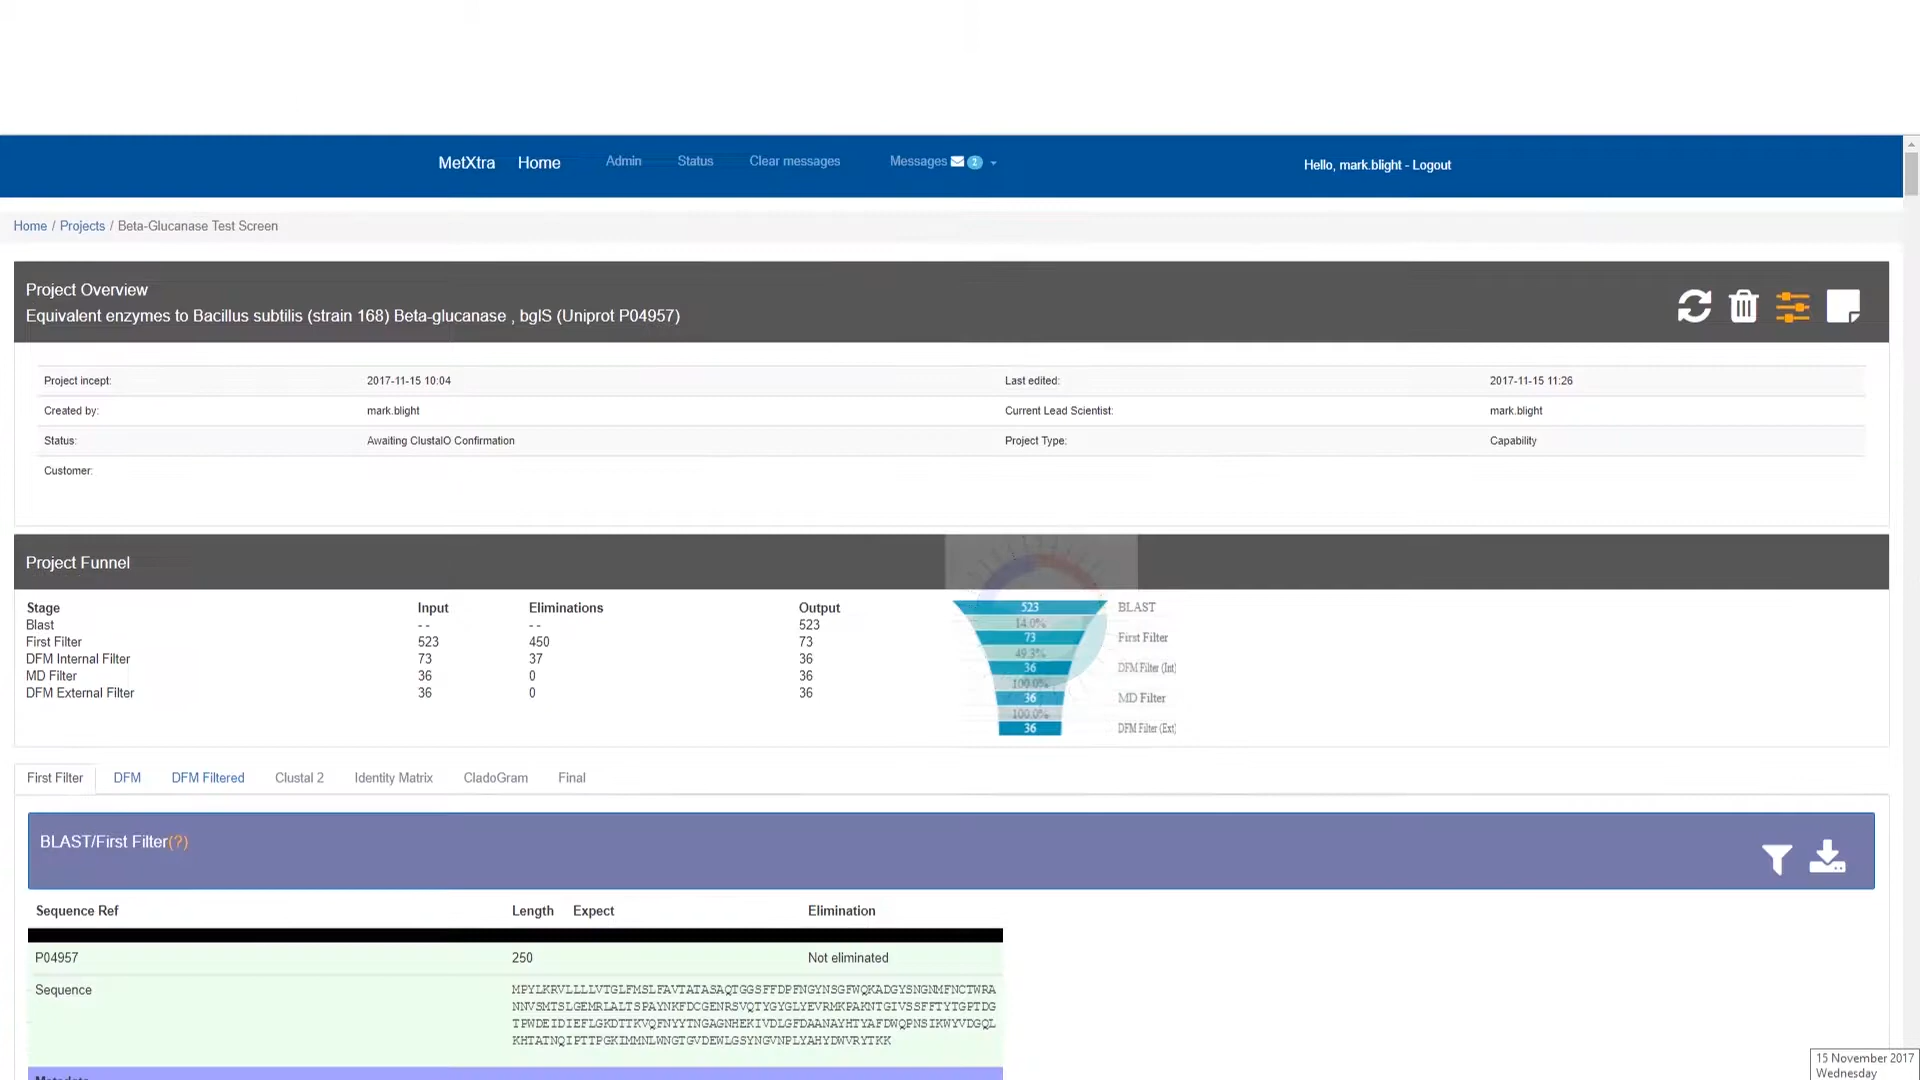 MetXtra Home Admin Status Clear messages Messages 2 Hello, mark.blight - Logout
Home / Projects / Beta-Glucanase Test Screen
Project Overview
Equivalent enzymes to Bacillus subtilis (strain 168) Beta-glucanase , bglS (Uniprot P04957)
Project incept: 2017-11-15 10:04 Last edited: 2017-11-15 11:26
Created by: mark.blight Current Lead Scientist: mark.blight
Status: Awaiting ClustalO Confirmation Project Type: Capability
Customer:
Project Funnel
Stage Input Eliminations Output
Blast -- -- 523
First Filter 523 450 73
DFM Internal Filter 73 37 36
MD Filter 36 0 36
DFM External Filter 36 0 36
523 BLAST
14.0%
73 First Filter
49.3%
36 DFM Filter (Int)
100.0%
36 MD Filter
100.0%
36 DFM Filter (Ext)
First Filter DFM DFM Filtered Clustal 2 Identity Matrix CladoGram Final
BLAST/First Filter(?)
Sequence Ref Length Expect Elimination
P04957 250 Not eliminated
Sequence MPYLKRVLLLLVTGLFMSLFAVTATASAQTGGSFFDPFNGYNSGFWQKADGYSNGNMFNCTWRA
NNVSMTSLGEMRLALTSPAYNKFDCGENRSVQTYGYGLYEVRMKPAKNTGIVSSFFTYTGPTDG
TPWDEIDIEFLGKDTTKVQFNYYTNGAGNHEKIVDLGFDAANAYHTYAFDWQPNSIKWYVDGQL
KHTATNQIPTTPGKIMMNLWNGTGVDEWLGSYNGVNPLYAHYDWVRYTKK
15 November 2017
Wednesday